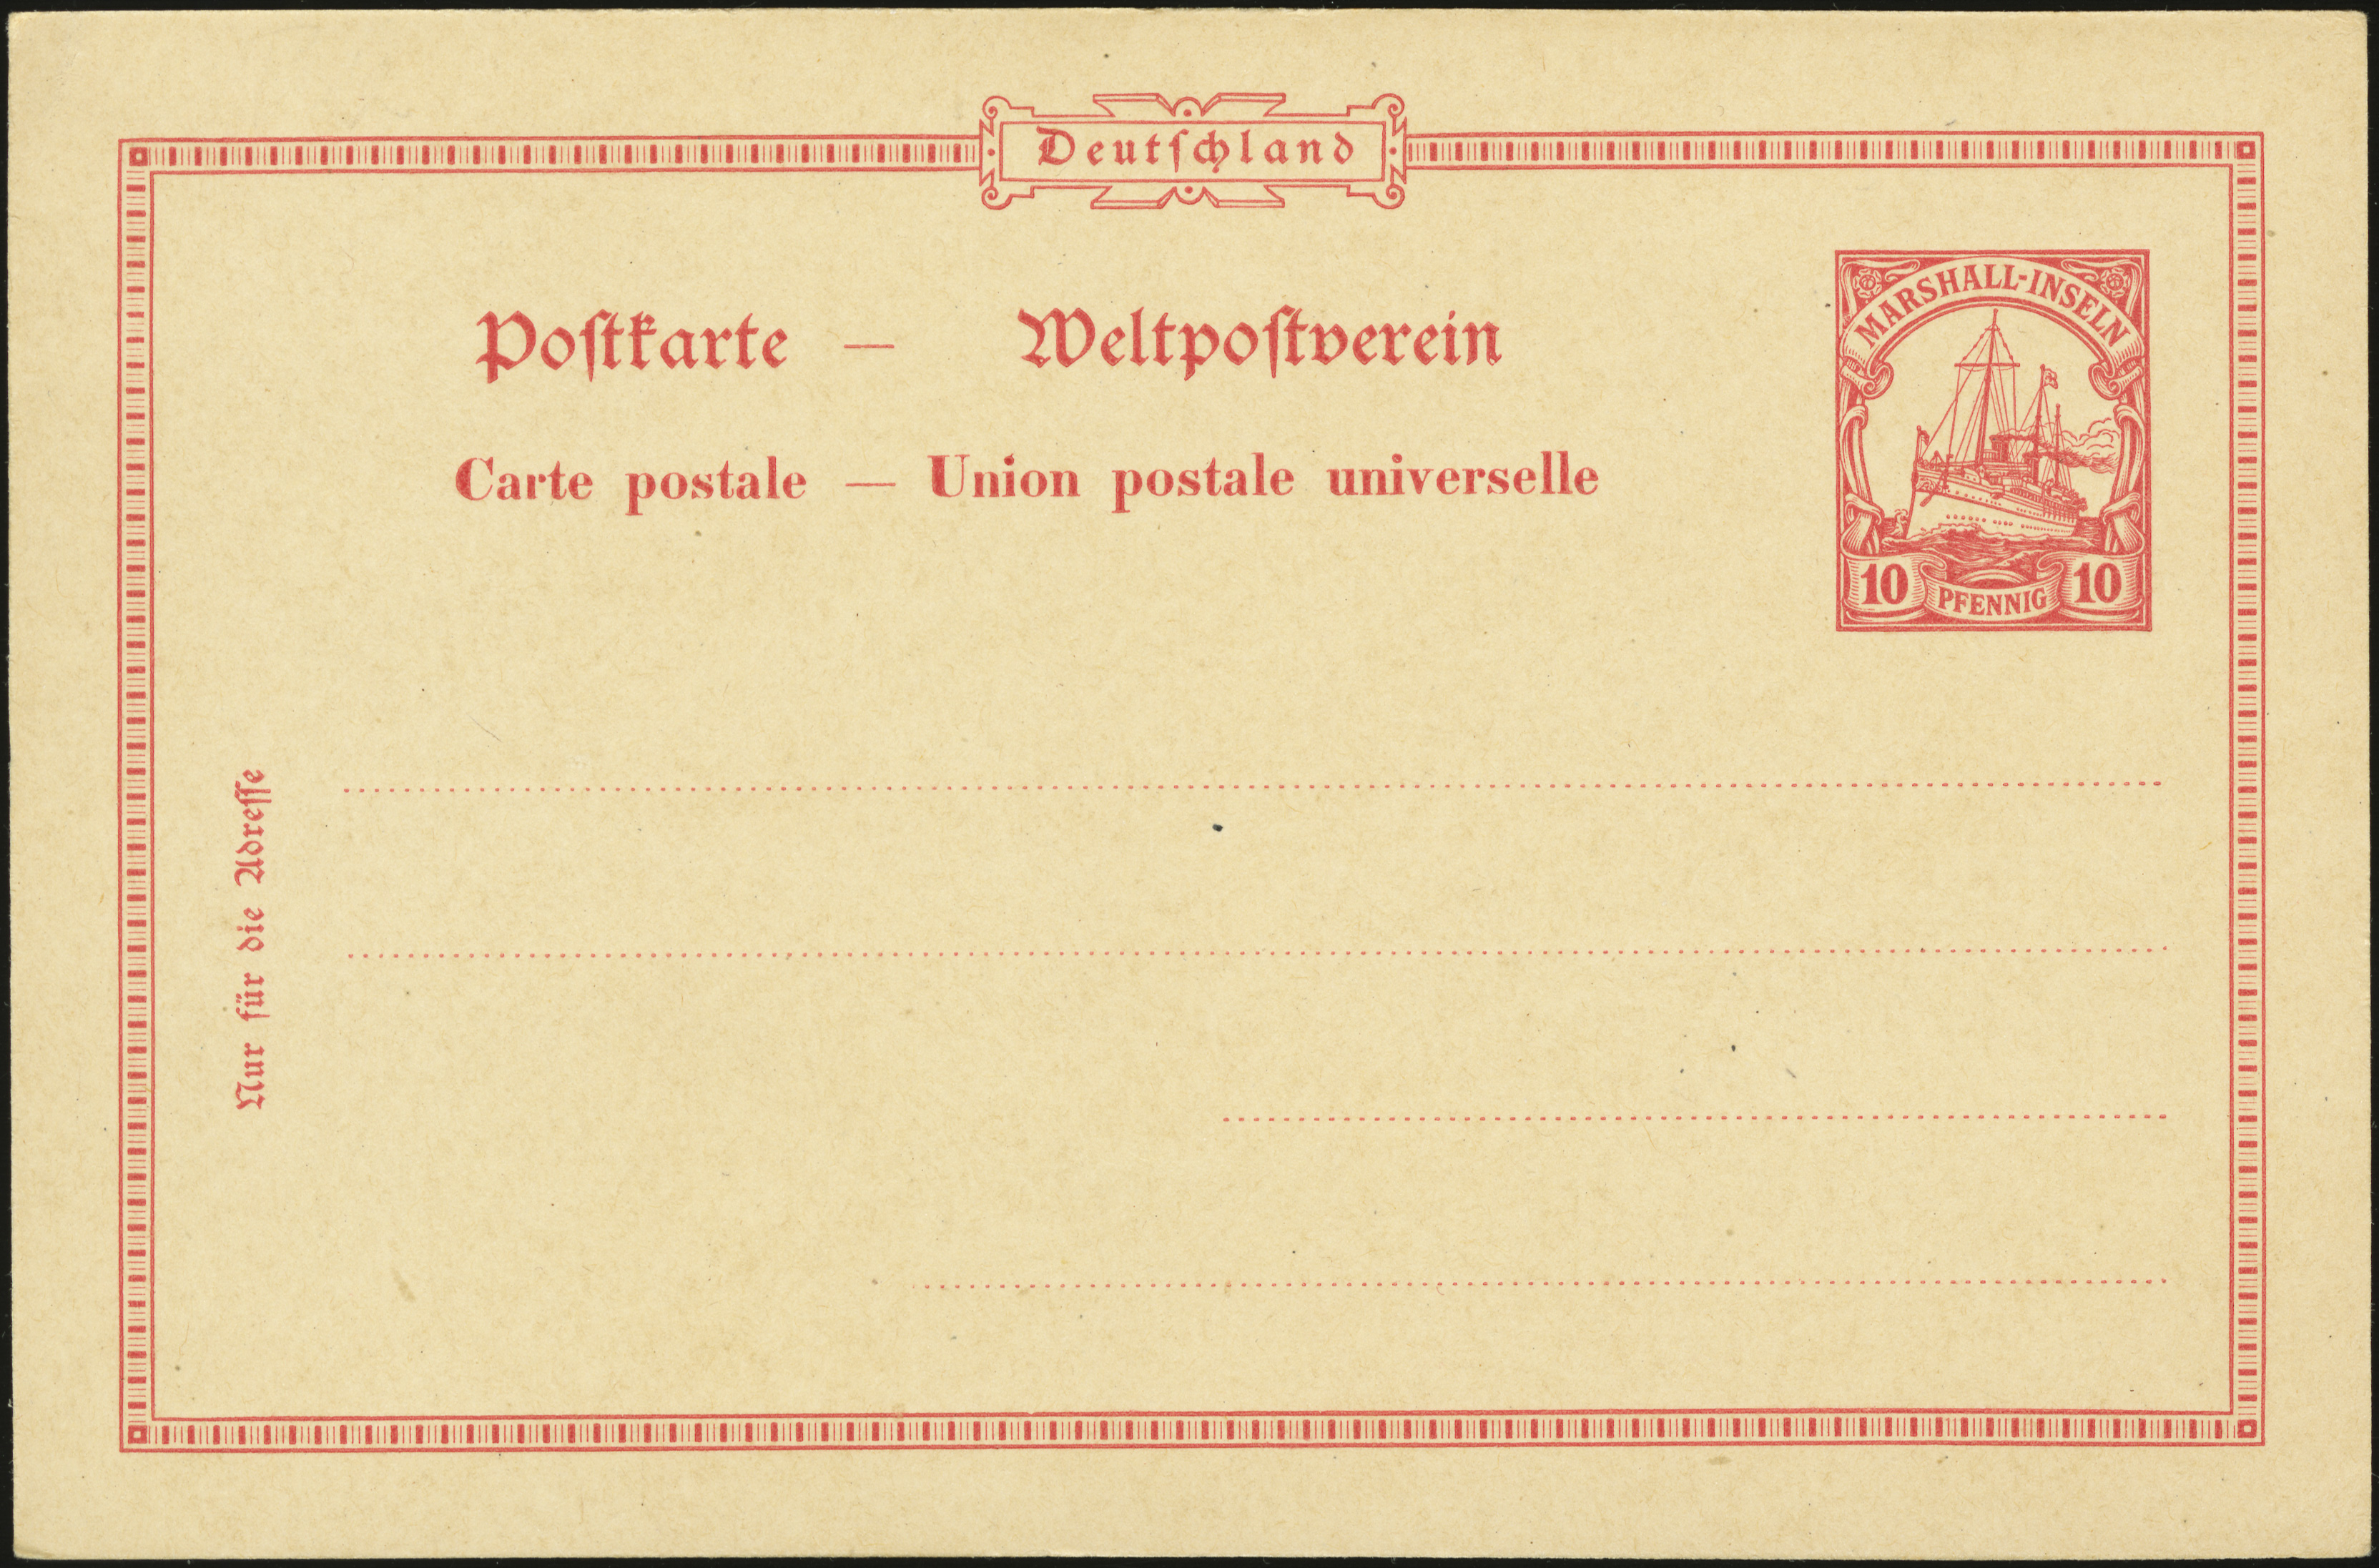 Deutſchland
Poſtkarte — Weltpoſtverein
Carte postale — Union postale universelle
MARSHALL-INSELN
10 PFENNIG 10
Nur für die Adreſſe